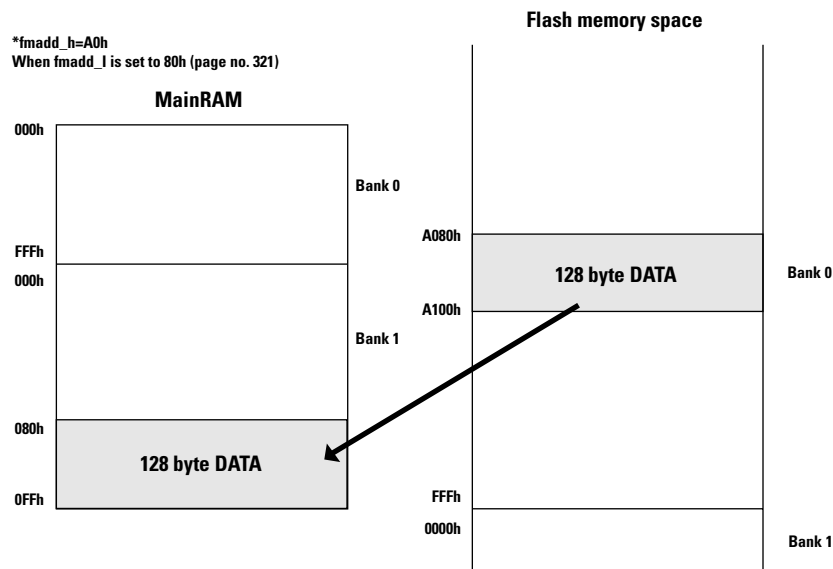 Flash memory space
*fmadd_h=A0h
When fmadd_l is set to 80h (page no. 321)
MainRAM
000h
Bank 0
FFFh
000h
Bank 1
080h
128 byte DATA
0FFh
A080h
128 byte DATA
Bank 0
A100h
FFFh
0000h
Bank 1